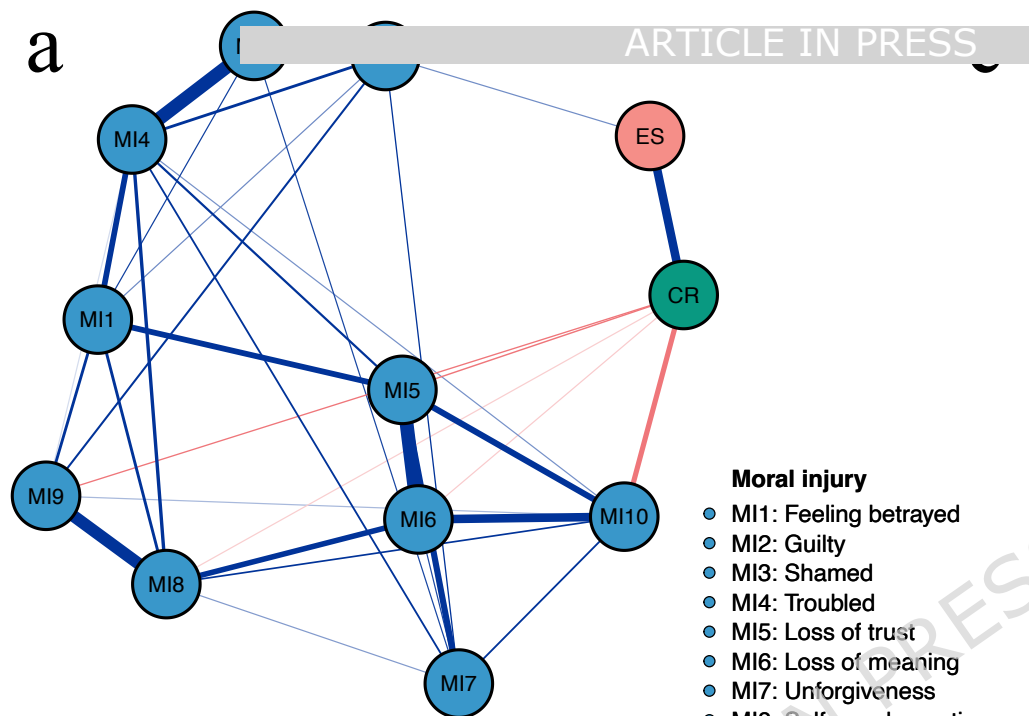 a
ARTICLE IN PRESS
MI4
ES
CR
MI1
MI5
MI9
MI6
MI10
MI8
MI7
Moral injury
MI1: Feeling betrayed
MI2: Guilty
MI3: Shamed
MI4: Troubled
MI5: Loss of trust
MI6: Loss of meaning
MI7: Unforgiveness